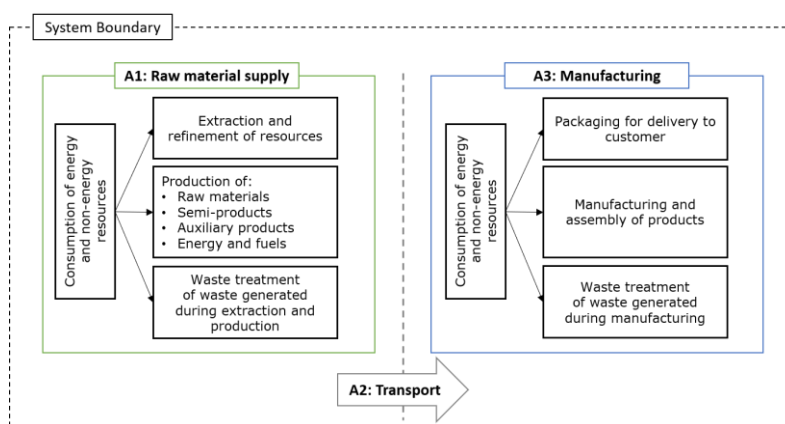 System Boundary
A1: Raw material supply
Consumption of energy
and non-energy
resources
Extraction and
refinement of resources
Production of:
• Raw materials
• Semi-products
• Auxiliary products
• Energy and fuels
Waste treatment
of waste generated
during extraction and
production
A3: Manufacturing
Consumption of energy
and non-energy
resources
Packaging for delivery to
customer
Manufacturing and
assembly of products
Waste treatment
of waste generated
during manufacturing
A2: Transport